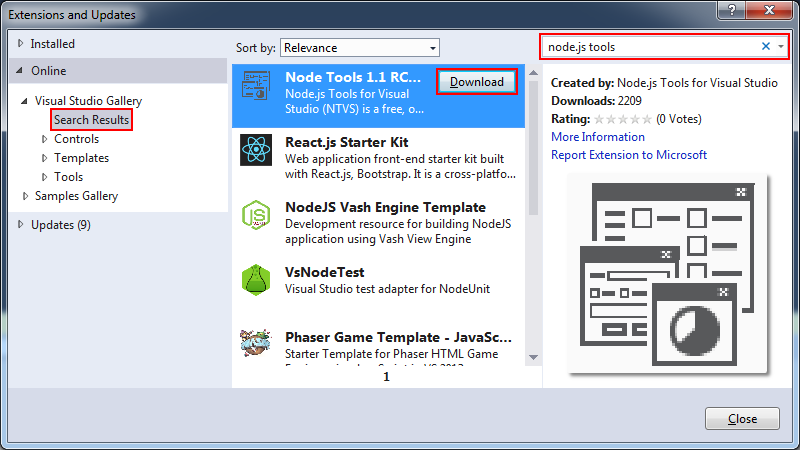 Extensions and Updates
Installed
Online
Visual Studio Gallery
Search Results
Controls
Templates
Tools
Samples Gallery
Updates (9)
Sort by: Relevance
Node Tools 1.1 RC...
Node.js Tools for Visual
Studio (NTVS) is a free, o...
Download
React.js Starter Kit
Web application front-end starter kit built
with React.js, Bootstrap. It is a cross-platfo...
NodeJS Vash Engine Template
Development resource for building NodeJS
application using Vash View Engine
VsNodeTest
Visual Studio test adapter for NodeUnit
Phaser Game Template - JavaSc...
Starter Template for Phaser HTML Game
1
node.js tools
Created by: Node.js Tools for Visual Studio
Downloads: 2209
Rating: (0 Votes)
More Information
Report Extension to Microsoft
Close